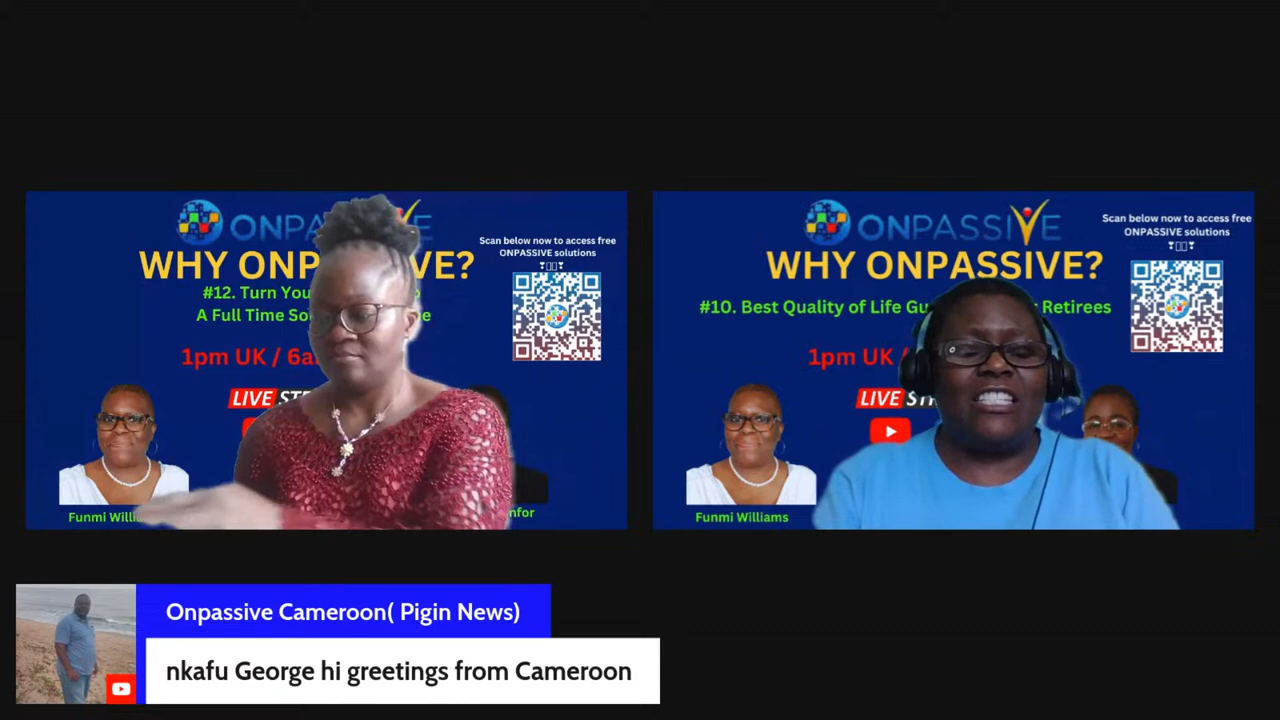 ONPASSIVE
WHY ONPASSIVE?
#12. Turn You
A Full Time So
1pm UK / 6a
LIVE
Scan below now to access free
ONPASSIVE solutions
Funmi
nfor
ONPASSIVE
WHY ONPASSIVE?
#10. Best Quality of Life Gu Retirees
1pm UK /
LIVE
Scan below now to access free
ONPASSIVE solutions
Funmi Williams
Onpassive Cameroon( Pigin News)
nkafu George hi greetings from Cameroon